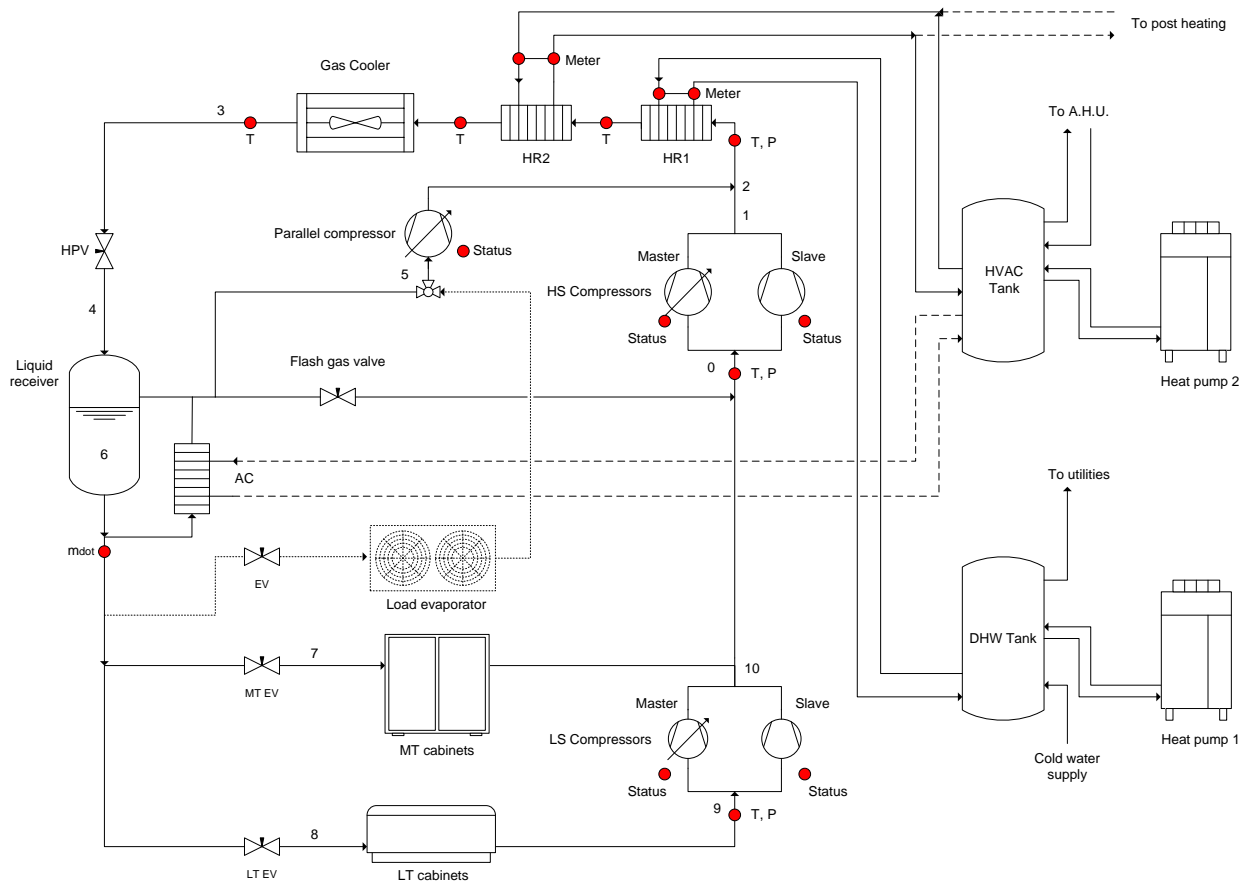 To post heating
Gas Cooler
Meter
Meter
3
T
T
T
T, P
HR2
HR1
To A.H.U.
2
1
Parallel compressor
Status
HPV
5
Master
Slave
HVAC
Tank
HS Compressors
4
Status
Status
Liquid
receiver
Flash gas valve
0
T, P
Heat pump 2
6
AC
To utilities
mdot
EV
Load evaporator
DHW Tank
7
10
MT EV
Master
Slave
MT cabinets
LS Compressors
Heat pump 1
Cold water
supply
Status
Status
9
T, P
8
LT EV
LT cabinets